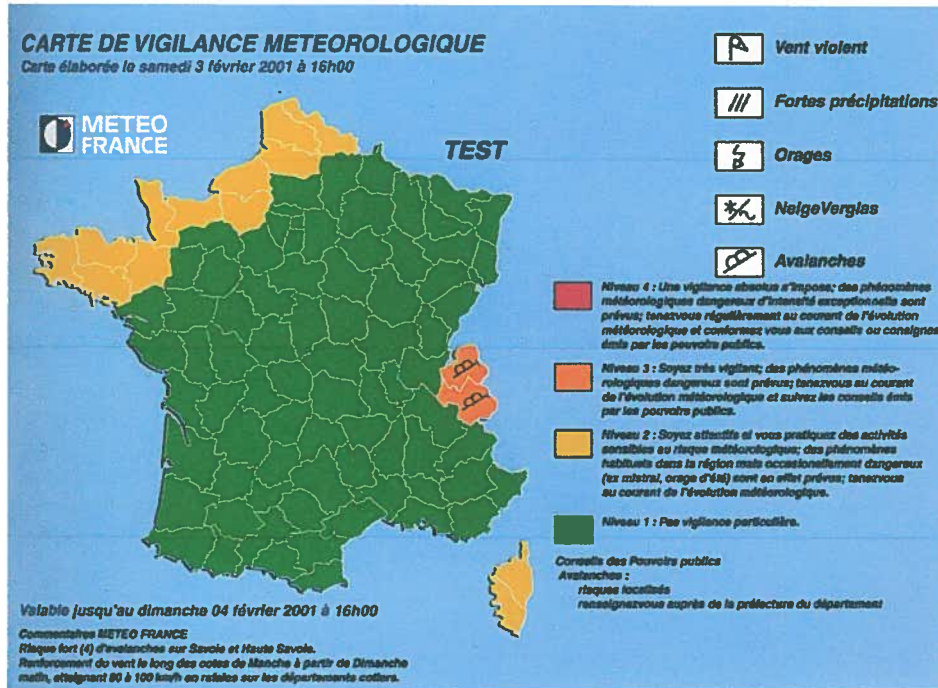 CARTE DE VIGILANCE METEOROLOGIQUE
Carte élaborée le samedi 3 février 2001 à 16h00
METEO
FRANCE
TEST
Vent violent
Fortes précipitations
Orages
NeigeVerglas
Avalanches
Niveau 4 : Une vigilance absolue s'impose; des phénomènes
météorologiques dangereux d'intensité exceptionnelle sont
prévus; tenezvous régulièrement au courant de l'évolution
météorologique et conformez vous aux conseils ou consignes
émis par les pouvoirs publics.
Niveau 3 : Soyez très vigilant; des phénomènes météo-
rologiques dangereux sont prévus; tenezvous au courant
de l'évolution météorologique et suivez les conseils émis
par les pouvoirs publics.
Niveau 2 : Soyez attentifs si vous pratiquez des activités
sensibles au risque météorologique; des phénomènes
habituels dans la région mais occasionellement dangereux
(ex mistral, orage d'été) sont en effet prévus; tenezvous
au courant de l'évolution météorologique.
Niveau 1 : Pas vigilance particulière.
Conseils des Pouvoirs publics
Avalanches :
risques localisés
renseignezvous auprès de la préfecture du département
Valable jusqu'au dimanche 04 février 2001 à 16h00
Commentaires METEO FRANCE
Risque fort (4) d'avalanches sur Savoie et Haute Savoie.
Renforcement du vent le long des cotes de Manche à partir de Dimanche
matin, atteignant 80 à 100 km/h en rafales sur les départements cotiers.